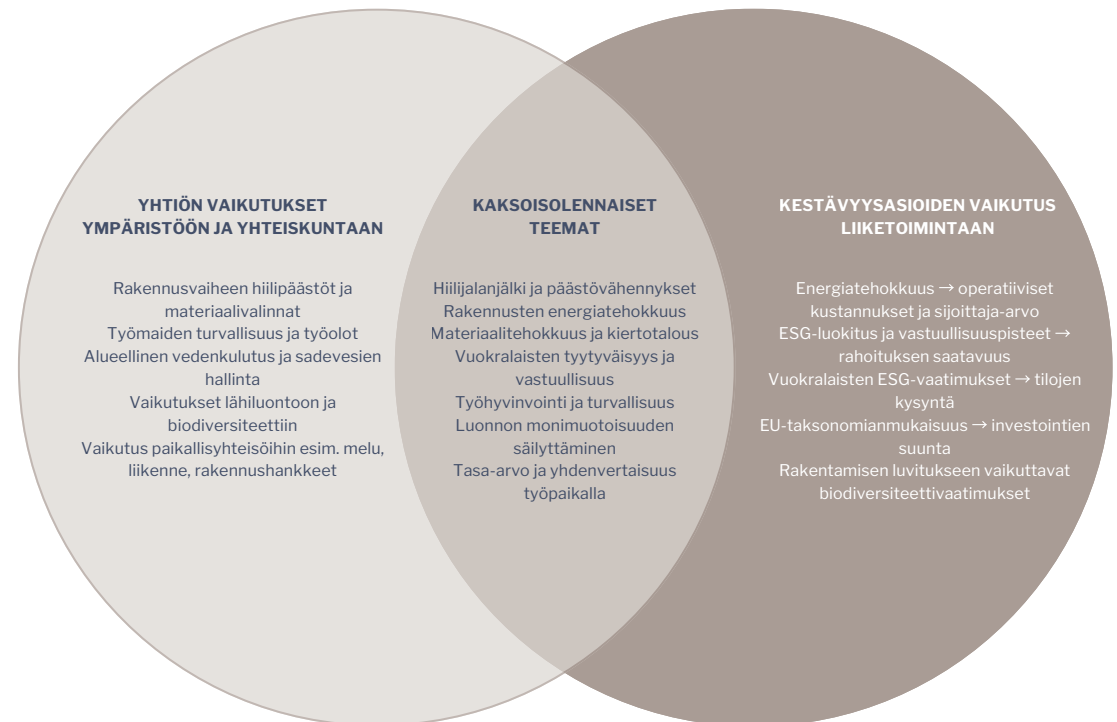 YHTIÖN VAIKUTUKSET
YMPÄRISTÖÖN JA YHTEISKUNTAAN
Rakennusvaiheen hiilipäästöt ja
materiaalivalinnat
Työmaiden turvallisuus ja työolot
Alueellinen vedenkulutus ja sadevesien
hallinta
Vaikutukset lähiluontoon ja
biodiversiteettiin
Vaikutus paikallisyhteisöihin esim. melu,
liikenne, rakennushankkeet
KAKSOISOLENNAISET
TEEMAT
Hiilijalanjälki ja päästövähennykset
Rakennusten energiatehokkuus
Materiaalitehokkuus ja kiertotalous
Vuokralaisten tyytyväisyys ja
vastuullisuus
Työhyvinvointi ja turvallisuus
Luonnon monimuotoisuuden
säilyttäminen
Tasa-arvo ja yhdenvertaisuus
työpaikalla
KESTÄVYYSASIOIDEN VAIKUTUS
LIIKETOIMINTAAN
Energiatehokkuus → operatiiviset
kustannukset ja sijoittaja-arvo
ESG-luokitus ja vastuullisuuspisteet →
rahoituksen saatavuus
Vuokralaisten ESG-vaatimukset → tilojen
kysyntä
EU-taksonomianmukaisuus → investointien
suunta
Rakentamisen luvitukseen vaikuttavat
biodiversiteettivaatimukset